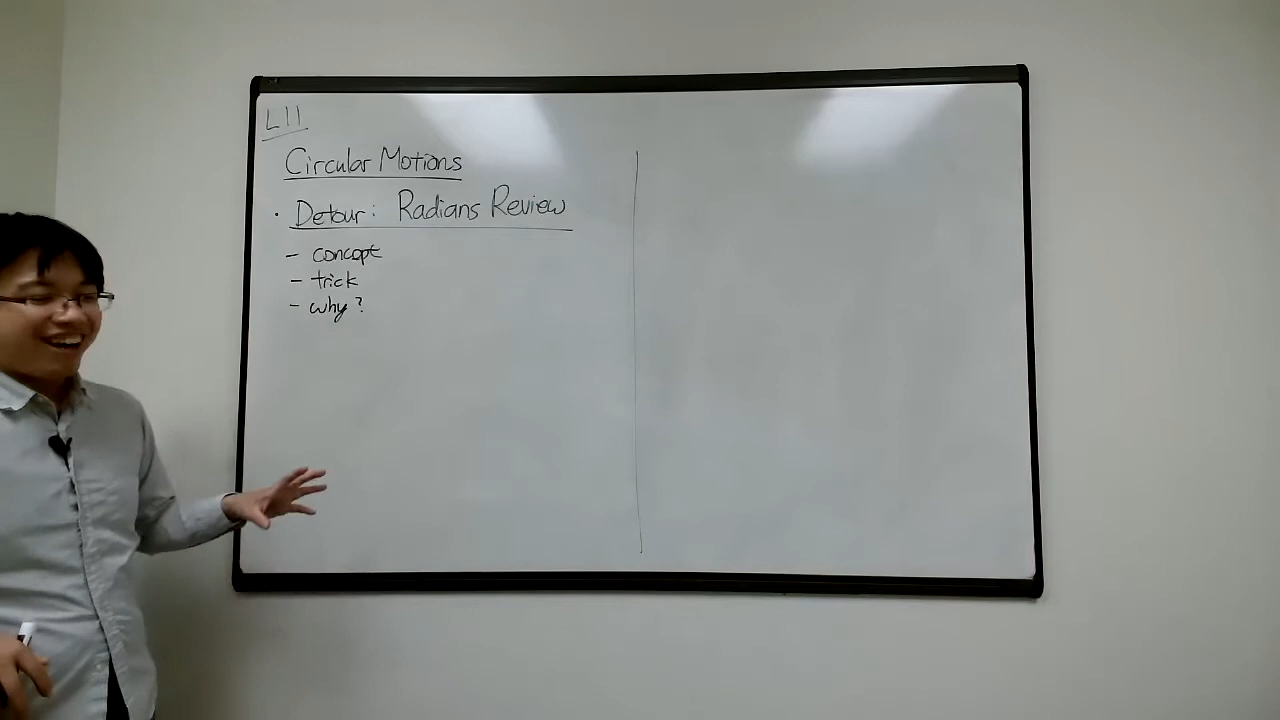 L11
Circular Motions
· Detour: Radians Review
- concept
- trick
- why?